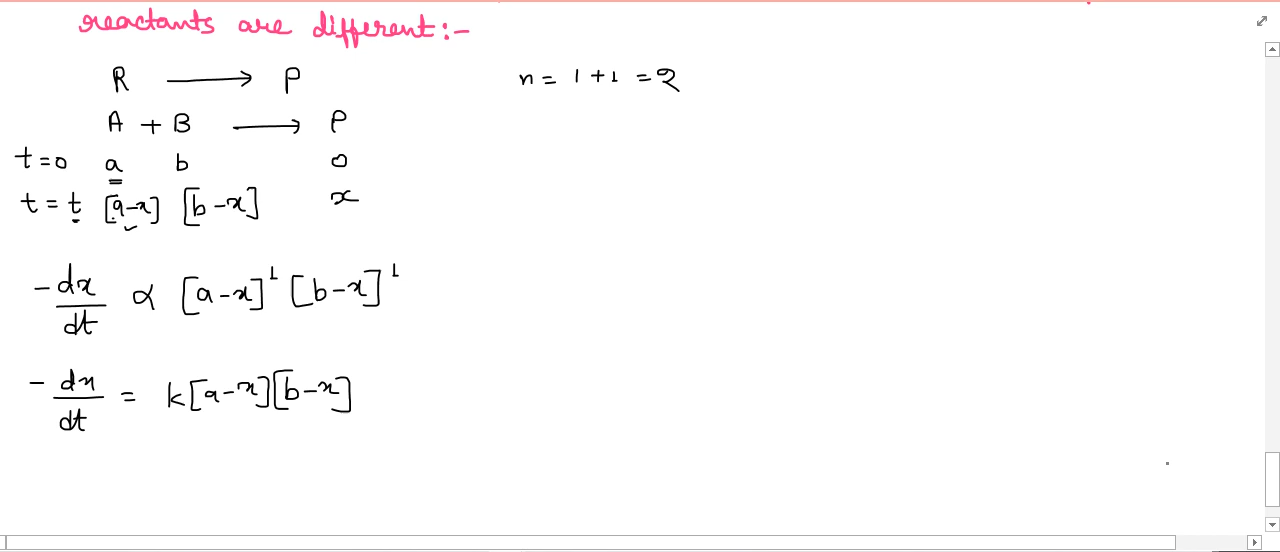 reactants are different:-
R ⟶ P n = 1 + 1 = 2
A + B ⟶ P
t=0 a b 0
t = t [a-x] [b-x] x
-dx/dt ∝ [a-x]¹ [b-x]¹
-dx/dt = k[a-x][b-x]